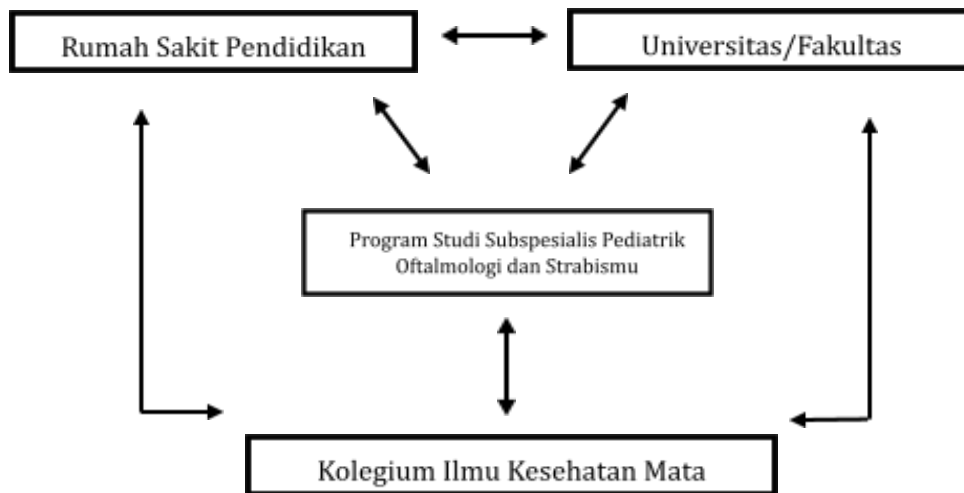 Rumah Sakit Pendidikan
Universitas/Fakultas
Program Studi Subspesialis Pediatrik
Oftalmologi dan Strabismu
Kolegium Ilmu Kesehatan Mata